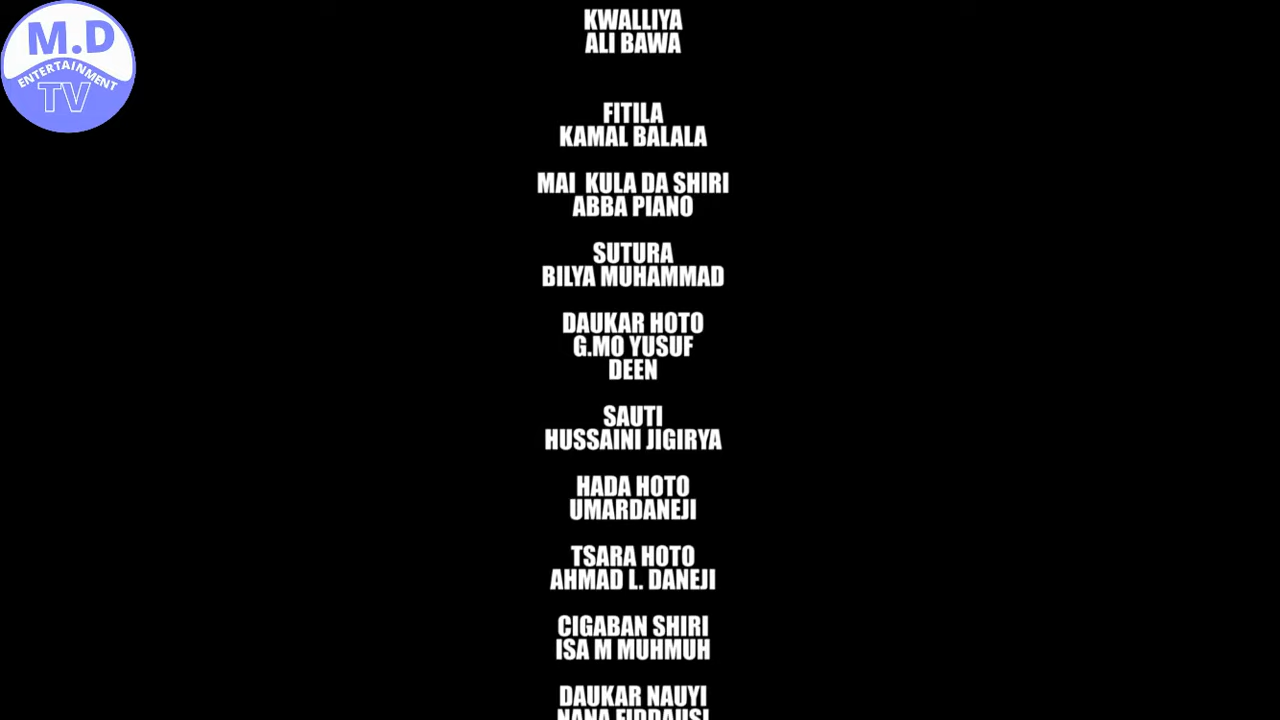 M.D
ENTERTAINMENT
TV
KWALLIYA
ALI BAWA
FITILA
KAMAL BALALA
MAI KULA DA SHIRI
ABBA PIANO
SUTURA
BILYA MUHAMMAD
DAUKAR HOTO
G.MO YUSUF
DEEN
SAUTI
HUSSAINI JIGIRYA
HADA HOTO
UMARDANEJI
TSARA HOTO
AHMAD L. DANEJI
CIGABAN SHIRI
ISA M MUHMUH
DAUKAR NAUYI
NANA